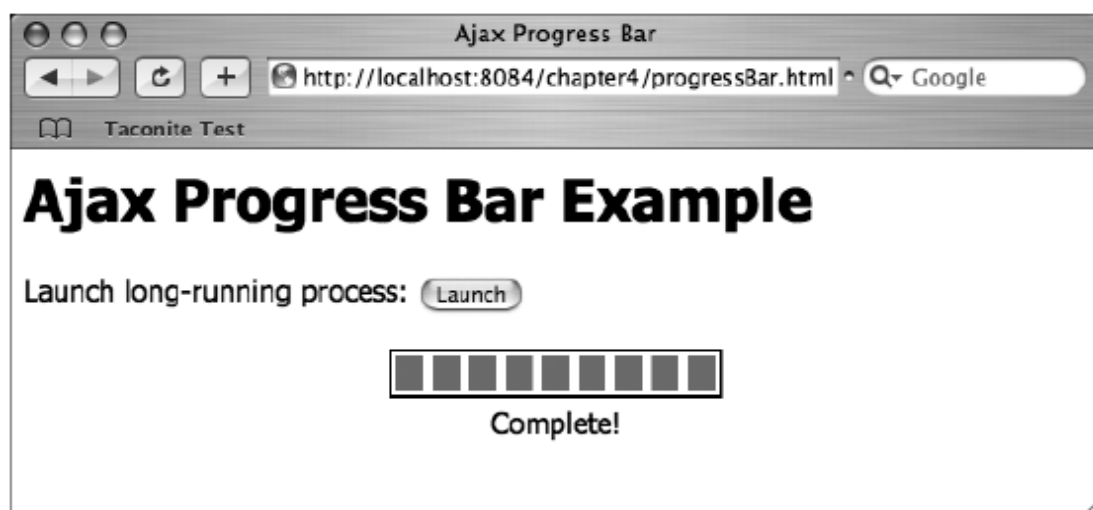 Ajax Progress Bar
http://localhost:8084/chapter4/progressBar.html
Google
Taconite Test
Ajax Progress Bar Example
Launch long-running process: Launch
Complete!